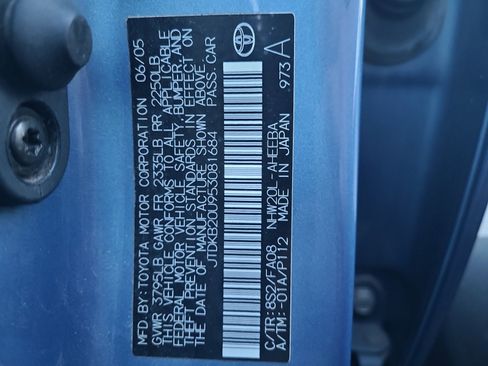 MFD.BY:TOYOTA MOTOR CORPORATION 06/05
GVWR 3795LB GAWR FR 2335LB RR 2250LB
THIS VEHICLE CONFORMS TO ALL APPLICABLE
FEDERAL MOTOR VEHICLE SAFETY, BUMPER, AND
THEFT PREVENTION STANDARDS IN EFFECT ON
THE DATE OF MANUFACTURE SHOWN ABOVE.
JTDKB20U953081684 PASS.CAR
C/TR:8S2/FA08 NHW20L-AHEEBA
A/TM:-01A/P112 MADE IN JAPAN 973 A